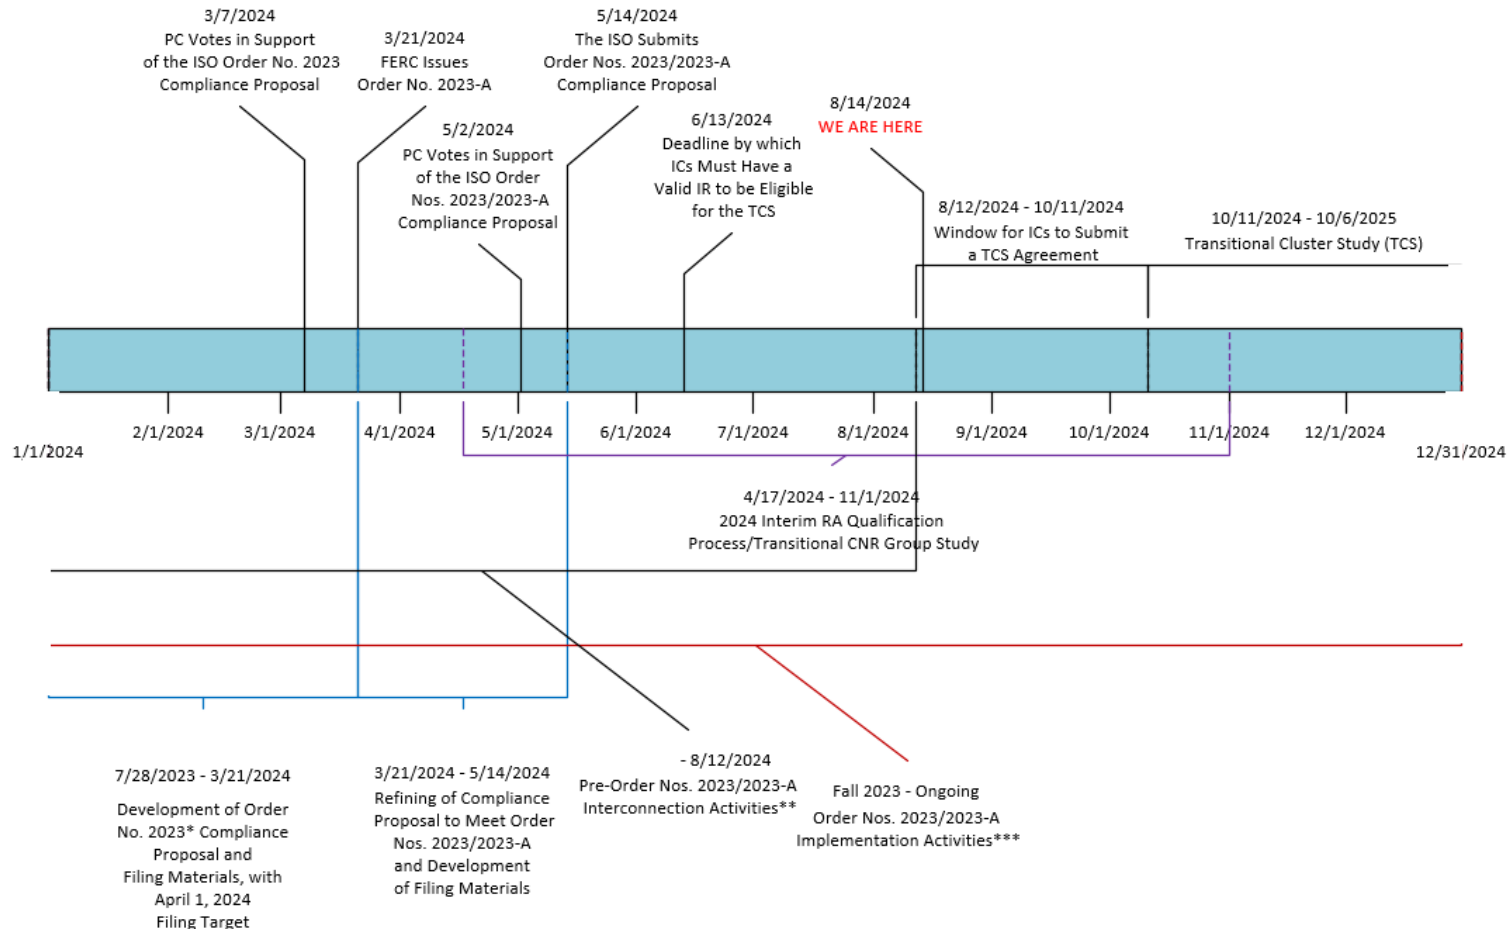 3/7/2024
PC Votes in Support
of the ISO Order No. 2023
Compliance Proposal
3/21/2024
FERC Issues
Order No. 2023-A
5/2/2024
PC Votes in Support
of the ISO Order
Nos. 2023/2023-A
Compliance Proposal
5/14/2024
The ISO Submits
Order Nos. 2023/2023-A
Compliance Proposal
6/13/2024
Deadline by which
ICs Must Have a
Valid IR to be Eligible
for the TCS
8/14/2024
WE ARE HERE
8/12/2024 - 10/11/2024
Window for ICs to Submit
a TCS Agreement
10/11/2024 - 10/6/2025
Transitional Cluster Study (TCS)
1/1/2024
2/1/2024
3/1/2024
4/1/2024
5/1/2024
6/1/2024
7/1/2024
8/1/2024
9/1/2024
10/1/2024
11/1/2024
12/1/2024
12/31/2024
4/17/2024 - 11/1/2024
2024 Interim RA Qualification
Process/Transitional CNR Group Study
7/28/2023 - 3/21/2024
Development of Order
No. 2023* Compliance
Proposal and
Filing Materials, with
April 1, 2024
Filing Target
3/21/2024 - 5/14/2024
Refining of Compliance
Proposal to Meet Order
Nos. 2023/2023-A
and Development
of Filing Materials
- 8/12/2024
Pre-Order Nos. 2023/2023-A
Interconnection Activities**
Fall 2023 - Ongoing
Order Nos. 2023/2023-A
Implementation Activities***